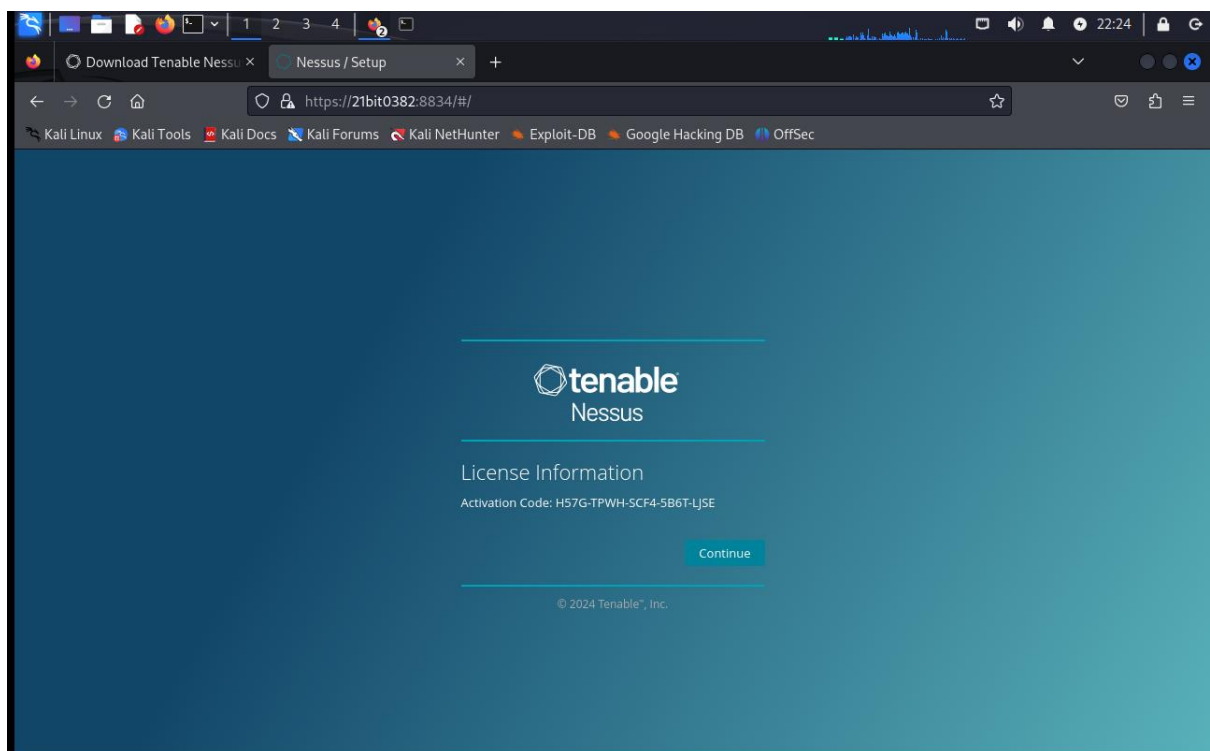 1 2 3 4 2 22:24
Download Tenable Nessu Nessus / Setup
https://21bit0382:8834/#/
Kali Linux Kali Tools Kali Docs Kali Forums Kali NetHunter Exploit-DB Google Hacking DB OffSec
tenable
Nessus
License Information
Activation Code: H57G-TPWH-SCF4-5B6T-LJSE
Continue
© 2024 Tenable™, Inc.